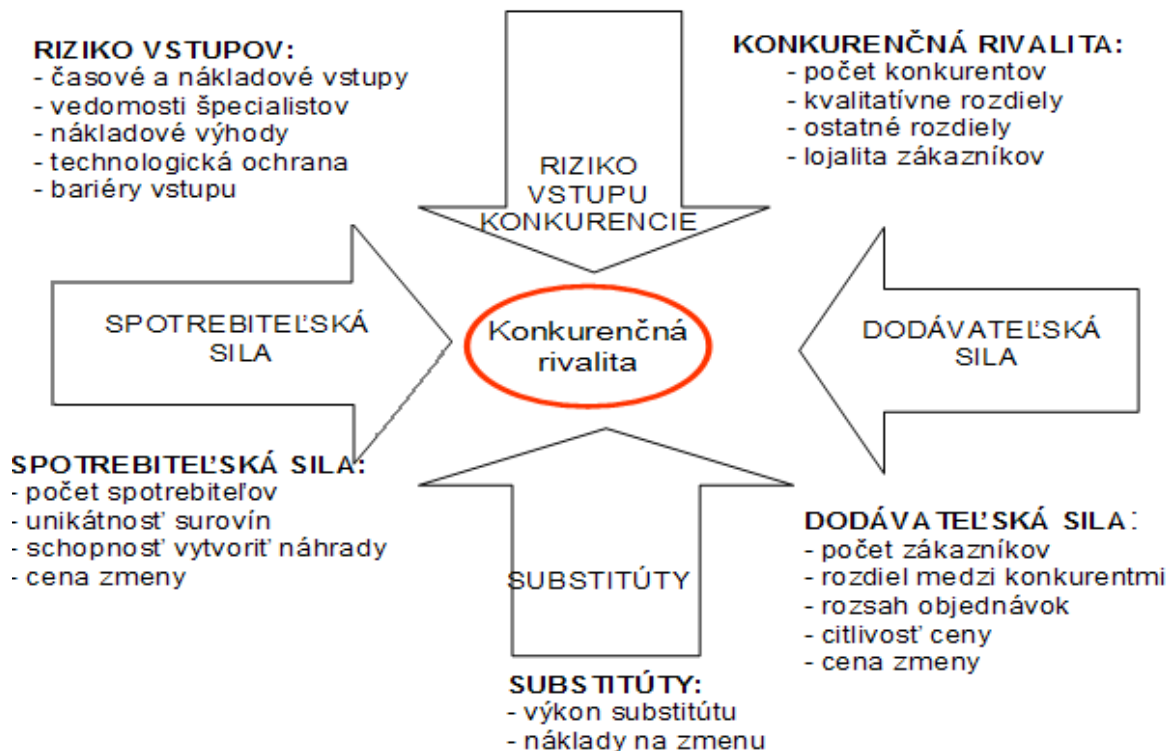 RIZIKO VSTUPOV:
- časové a nákladové vstupy
- vedomosti špecialistov
- nákladové výhody
- technologická ochrana
- bariéry vstupu
KONKURENČNÁ RIVALITA:
- počet konkurentov
- kvalitatívne rozdiely
- ostatné rozdiely
- lojalita zákazníkov
RIZIKO
VSTUPU
KONKURENCIE
SPOTREBITEĽSKÁ
SILA
Konkurenčná
rivalita
DODÁVATEĽSKÁ
SILA
SPOTREBITEĽSKÁ SILA:
- počet spotrebiteľov
- unikátnosť surovín
- schopnosť vytvoriť náhrady
- cena zmeny
SUBSTITÚTY
DODÁVATEĽSKÁ SILA:
- počet zákazníkov
- rozdiel medzi konkurentmi
- rozsah objednávok
- citlivosť ceny
- cena zmeny
SUBSTITÚTY:
- výkon substitútu
- náklady na zmenu